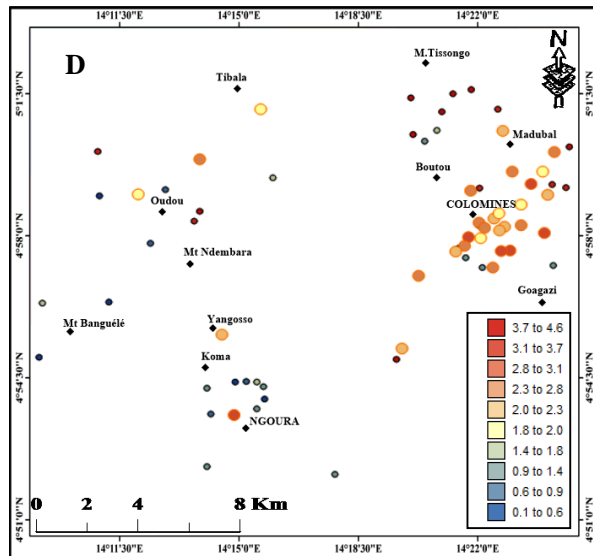 14°11'30"E 14°15'0"E 14°18'30"E 14°22'0"E
D
N
n
M.Tissongo
Tibala
5°1'30"N 5°1'30"N
Madubal
Boutou
Oudou
COLOMINES
4°58'0"N 4°58'0"N
Mt Ndembara
Goagazi
Mt Banguélé
Yangosso
Koma
4°54'30"N 4°54'30"N
NGOURA
3.7 to 4.6
3.1 to 3.7
2.8 to 3.1
2.3 to 2.8
2.0 to 2.3
1.8 to 2.0
1.4 to 1.8
0.9 to 1.4
0.6 to 0.9
0.1 to 0.6
0 2 4 8 Km
4°51'0"N 4°51'0"N
14°11'30"E 14°15'0"E 14°18'30"E 14°22'0"E